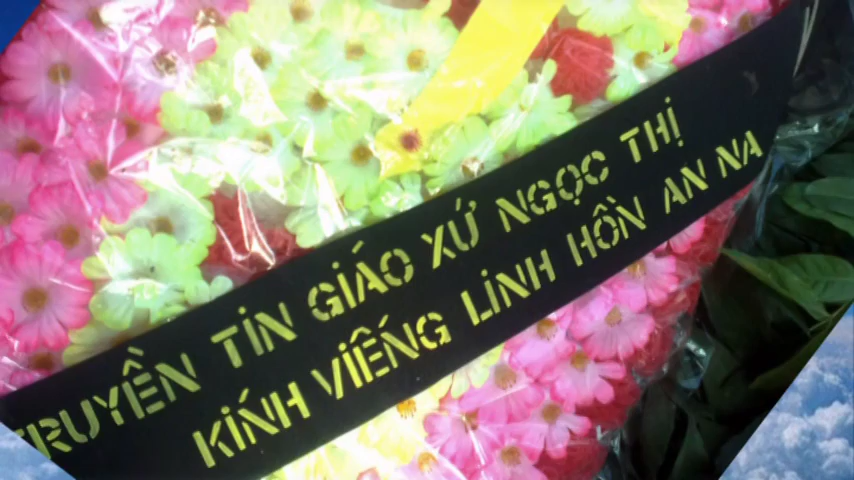 TRUYỀN TIN GIÁO XỨ NGỌC THỊ
KÍNH VIẾNG LINH HỒN AN NA